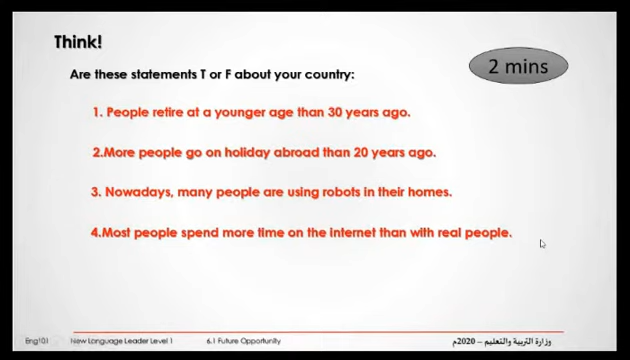 Think!
2 mins
Are these statements T or F about your country:
1. People retire at a younger age than 30 years ago.
2.More people go on holiday abroad than 20 years ago.
3. Nowadays, many people are using robots in their homes.
4.Most people spend more time on the internet than with real people.
Eng101 New Language Leader Level 1 6.1 Future Opportunity وزارة التربية والتعليم – 2020م